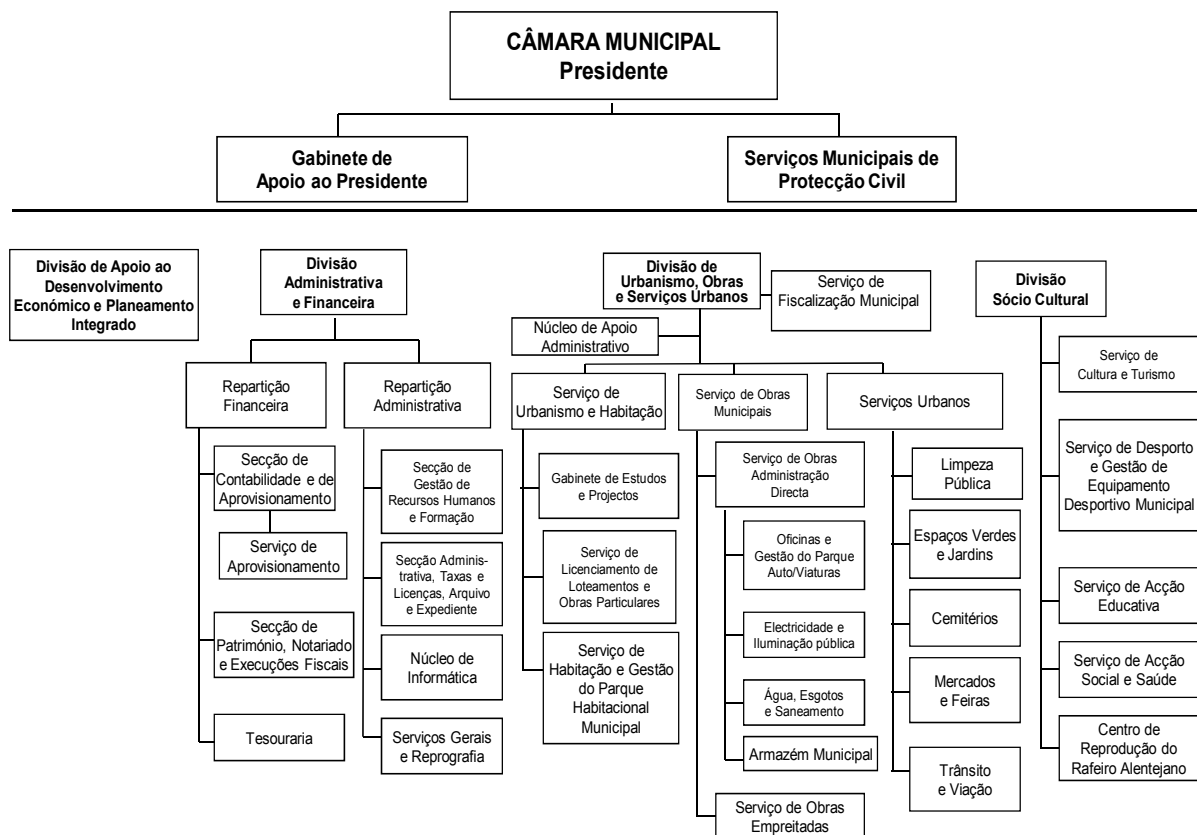 CÂMARA MUNICIPAL
Presidente
Gabinete de
Apoio ao Presidente
Serviços Municipais de
Protecção Civil
Divisão de Apoio ao
Desenvolvimento
Económico e Planeamento
Integrado
Divisão
Administrativa
e Financeira
Divisão de
Urbanismo, Obras
e Serviços Urbanos
Serviço de
Fiscalização Municipal
Divisão
Sócio Cultural
Núcleo de Apoio
Administrativo
Repartição
Financeira
Repartição
Administrativa
Serviço de
Urbanismo e Habitação
Serviço de Obras
Municipais
Serviços Urbanos
Serviço de
Cultura e Turismo
Secção de
Contabilidade e de
Aprovisionamento
Serviço de
Aprovisionamento
Secção de
Património, Notariado
e Execuções Fiscais
Tesouraria
Secção de
Gestão de
Recursos Humanos
e Formação
Secção Adminis-
trativa, Taxas e
Licenças, Arquivo
e Expediente
Núcleo de
Informática
Serviços Gerais
e Reprografia
Gabinete de Estudos
e Projectos
Serviço de
Licenciamento de
Loteamentos e
Obras Particulares
Serviço de
Habitação e Gestão
do Parque
Habitacional
Municipal
Serviço de Obras
Administração
Directa
Oficinas e
Gestão do Parque
Auto/Viaturas
Electricidade e
Iluminação pública
Água, Esgotos
e Saneamento
Armazém Municipal
Serviço de Obras
Empreitadas
Limpeza
Pública
Espaços Verdes
e Jardins
Cemitérios
Mercados
e Feiras
Trânsito
e Viação
Serviço de Desporto
e Gestão de
Equipamento
Desportivo Municipal
Serviço de Acção
Educativa
Serviço de Acção
Social e Saúde
Centro de
Reprodução do
Rafeiro Alentejano